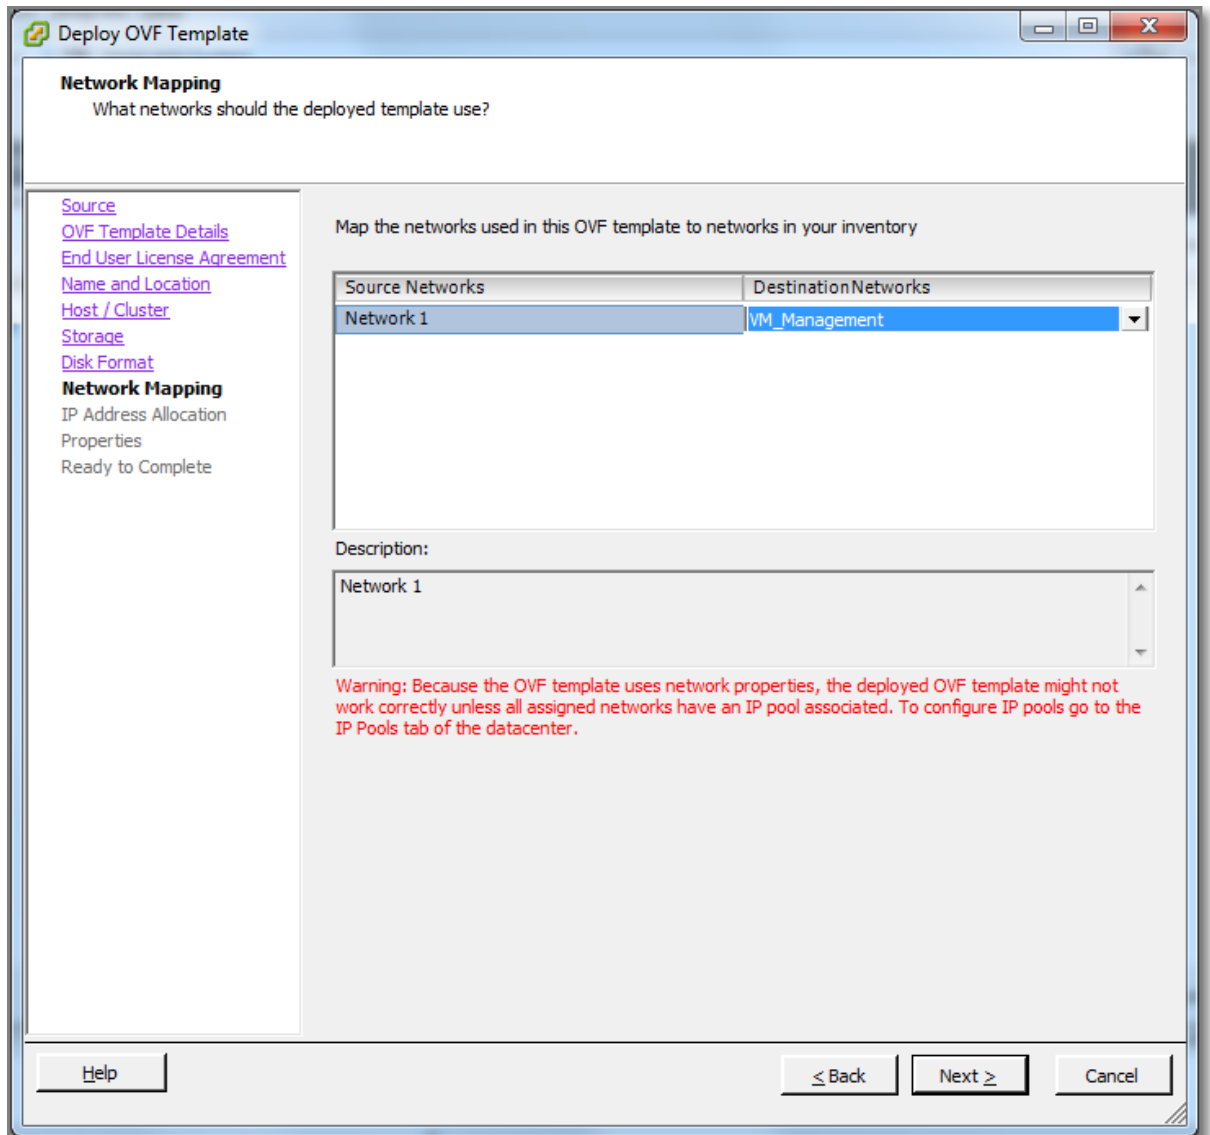 Deploy OVF Template
Network Mapping
What networks should the deployed template use?
Source
OVF Template Details
End User License Agreement
Name and Location
Host / Cluster
Storage
Disk Format
Network Mapping
IP Address Allocation
Properties
Ready to Complete
Map the networks used in this OVF template to networks in your inventory
Source Networks Destination Networks
Network 1 VM_Management
Description:
Network 1
Warning: Because the OVF template uses network properties, the deployed OVF template might not
work correctly unless all assigned networks have an IP pool associated. To configure IP pools go to the
IP Pools tab of the datacenter.
Help < Back Next > Cancel